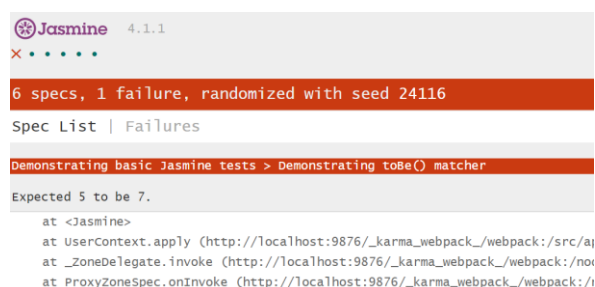 Jasmine 4.1.1
× • • • • •
6 specs, 1 failure, randomized with seed 24116
Spec List | Failures
Demonstrating basic Jasmine tests > Demonstrating toBe() matcher
Expected 5 to be 7.
at <Jasmine>
at UserContext.apply (http://localhost:9876/_karma_webpack_/webpack:/src/ap
at _ZoneDelegate.invoke (http://localhost:9876/_karma_webpack_/webpack:/nod
at ProxyZoneSpec.onInvoke (http://localhost:9876/_karma_webpack_/webpack:/